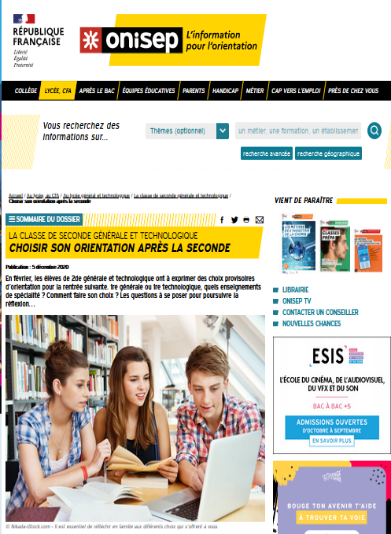 RÉPUBLIQUE
FRANÇAISE
Liberté
Égalité
Fraternité
onisep
L'information
pour l'orientation
COLLÈGE LYCÉE, CFA APRÈS LE BAC ÉQUIPES ÉDUCATIVES PARENTS HANDICAP MÉTIER CAP VERS L'EMPLOI PRÈS DE CHEZ VOUS
Vous recherchez des
informations sur...
Thèmes (optionnel)
un métier, une formation, un établissement
recherche avancée recherche géographique
Accueil / Au lycée, au CFA / Au lycée général et technologique / La classe de seconde générale et technologique /
Choisir son orientation après la seconde
SOMMAIRE DU DOSSIER
LA CLASSE DE SECONDE GÉNÉRALE ET TECHNOLOGIQUE
CHOISIR SON ORIENTATION APRÈS LA SECONDE
Publication : 5 décembre 2020
En février, les élèves de 2de générale et technologique ont à exprimer des choix provisoires
d'orientation pour la rentrée suivante. 1re générale ou 1re technologique, quels enseignements
de spécialité ? Comment faire son choix ? Les questions à se poser pour poursuivre la
réflexion...
© Nikada-iStock.com - Il est essentiel de réfléchir en famille aux différents choix qui s'offrent à vous.
VIENT DE PARAÎTRE
LIBRAIRIE
ONISEP TV
CONTACTER UN CONSEILLER
NOUVELLES CHANCES
ESIS
L'ÉCOLE DU CINÉMA, DE L'AUDIOVISUEL,
DU VFX ET DU SON
BAC À BAC +5
ADMISSIONS OUVERTES
D'OCTOBRE À SEPTEMBRE
EN SAVOIR PLUS
BOUGE TON AVENIR T'AIDE
À TROUVER TA VOIE